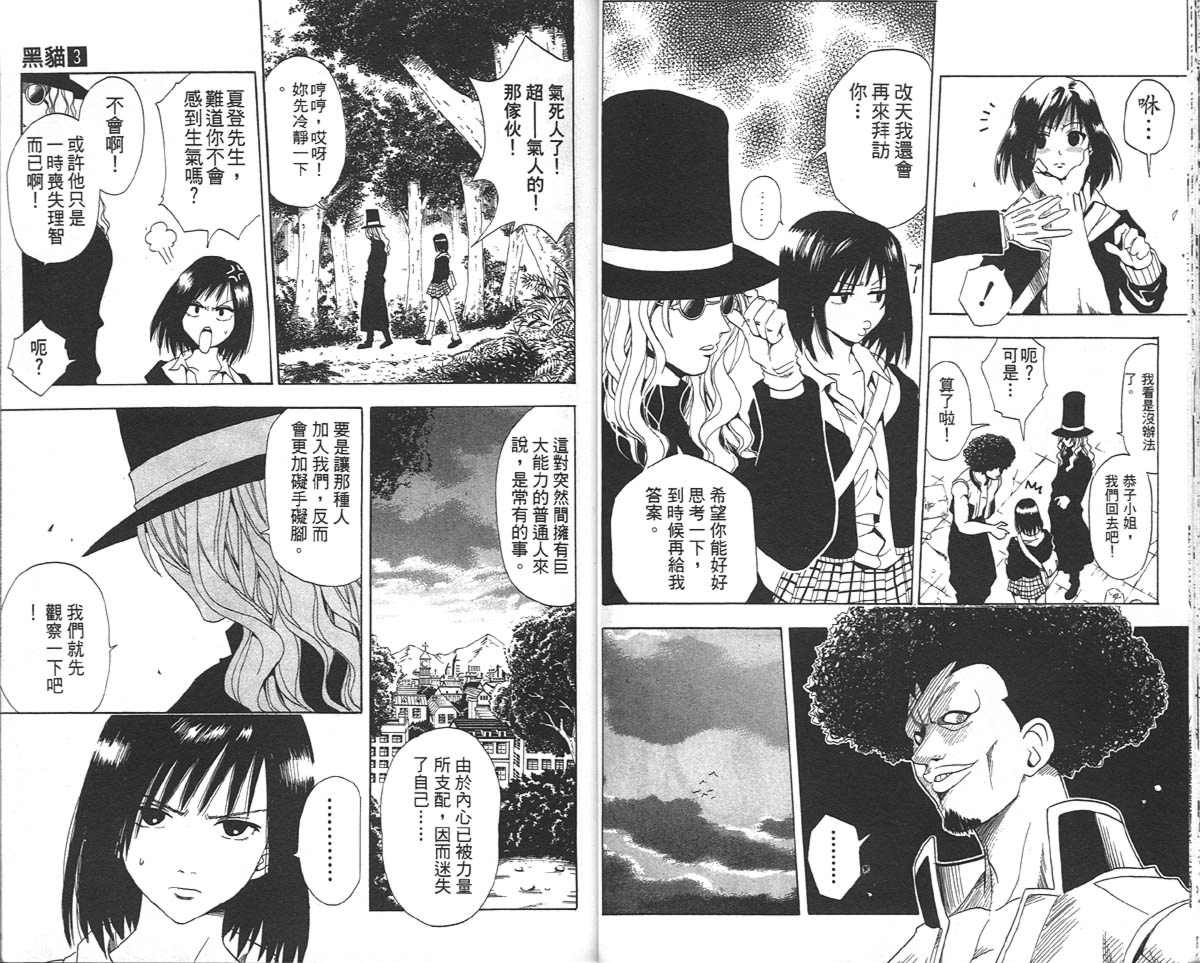 咻…
！
我看是沒辦法
了。
恭子小姐，
我們回去吧！
呃？
可是…
算了啦！
改天我還會
再來拜訪
你…
……
希望你能好好
思考一下，
到時候再給我
答案。
……
黑貓3
氣死人了！
超——氣人的！
那傢伙！
哼哼，哎呀！
妳先冷靜一下
。
夏登先生，
難道你不會
感到生氣嗎？
不會啊！
或許他只是
一時喪失理智
而已啊！
呃？
這對突然間擁有巨
大能力的普通人來
說，是常有的事。
由於內心已被力量
所支配，因而迷失
了自己……
要是讓那種人
加入我們，反而
會更加礙手礙腳。
我們就先
觀察一下吧
！
………